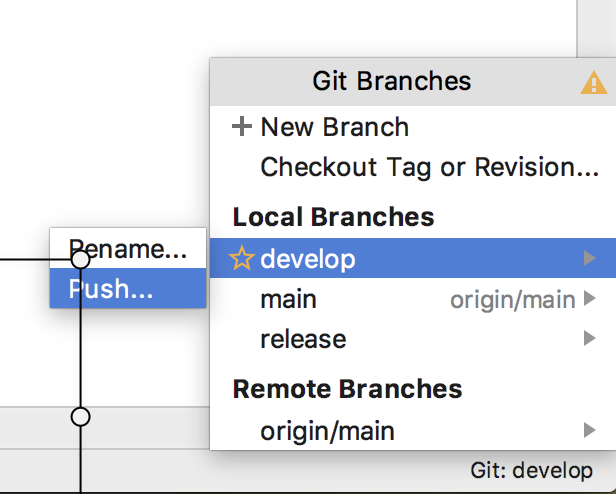 Git Branches
New Branch
Checkout Tag or Revision...
Local Branches
Rename...
develop
Push...
main origin/main
release
Remote Branches
origin/main
Git: develop